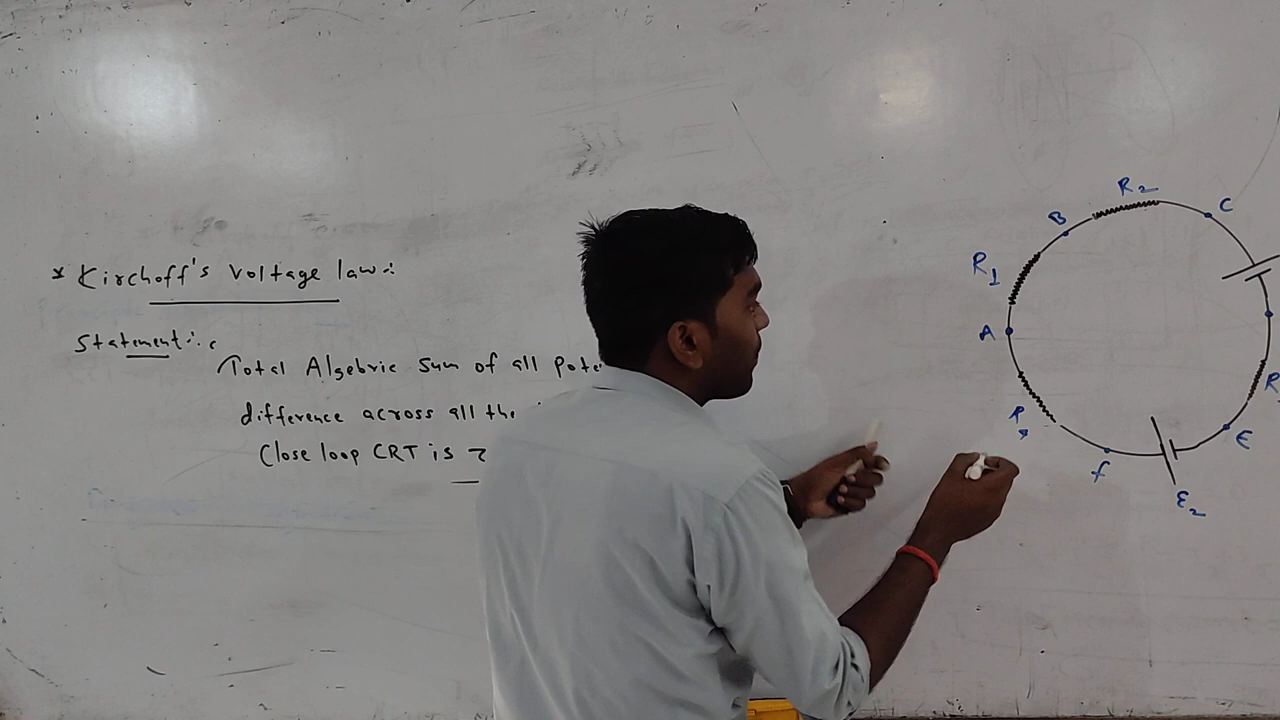 * Kirchoff's Voltage law:
Statement:
Total Algebric Sum of all Pote
difference across all the
Close loop CRT is
R2
B
C
R1
A
R
E
f
ε2